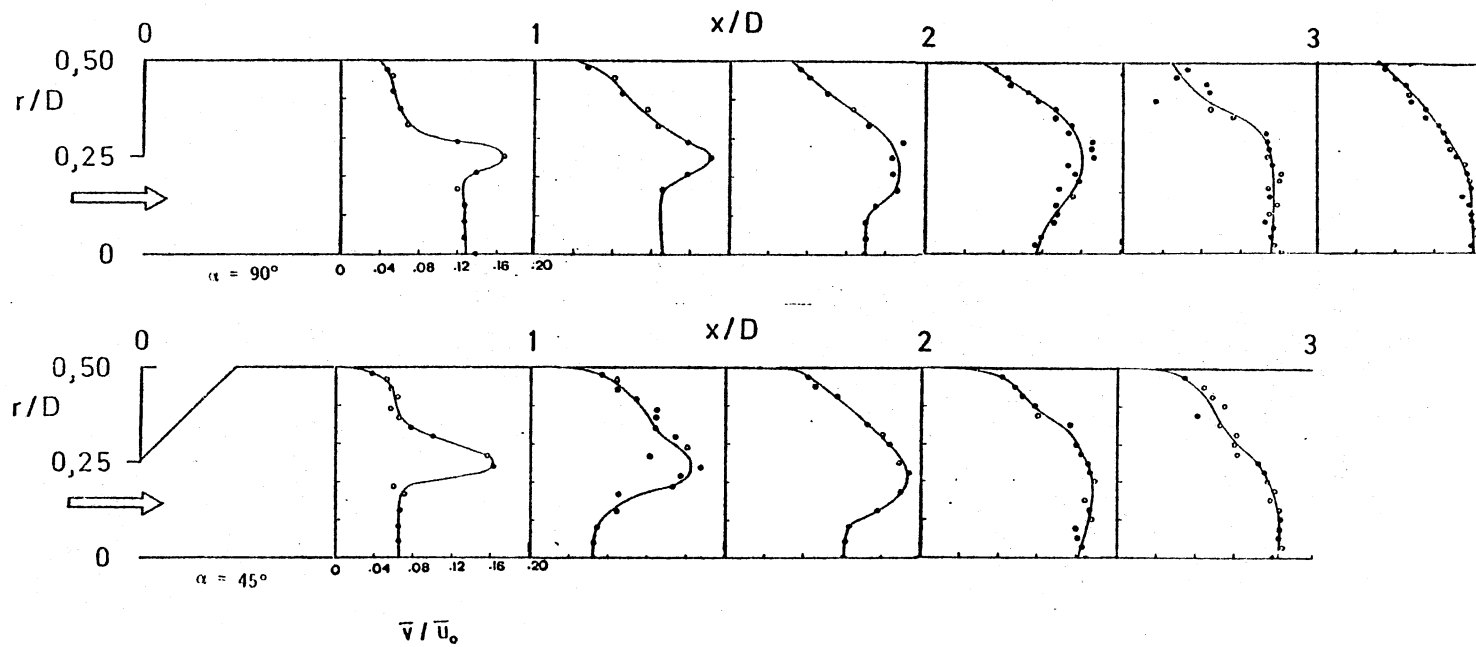 0 1 x/D 2 3
0,50
r/D
0,25
0
α = 90° 0 .04 .08 .12 .16 .20
0 1 x/D 2 3
0,50
r/D
0,25
0
α = 45° 0 .04 .08 .12 .16 .20
v̅/u̅₀